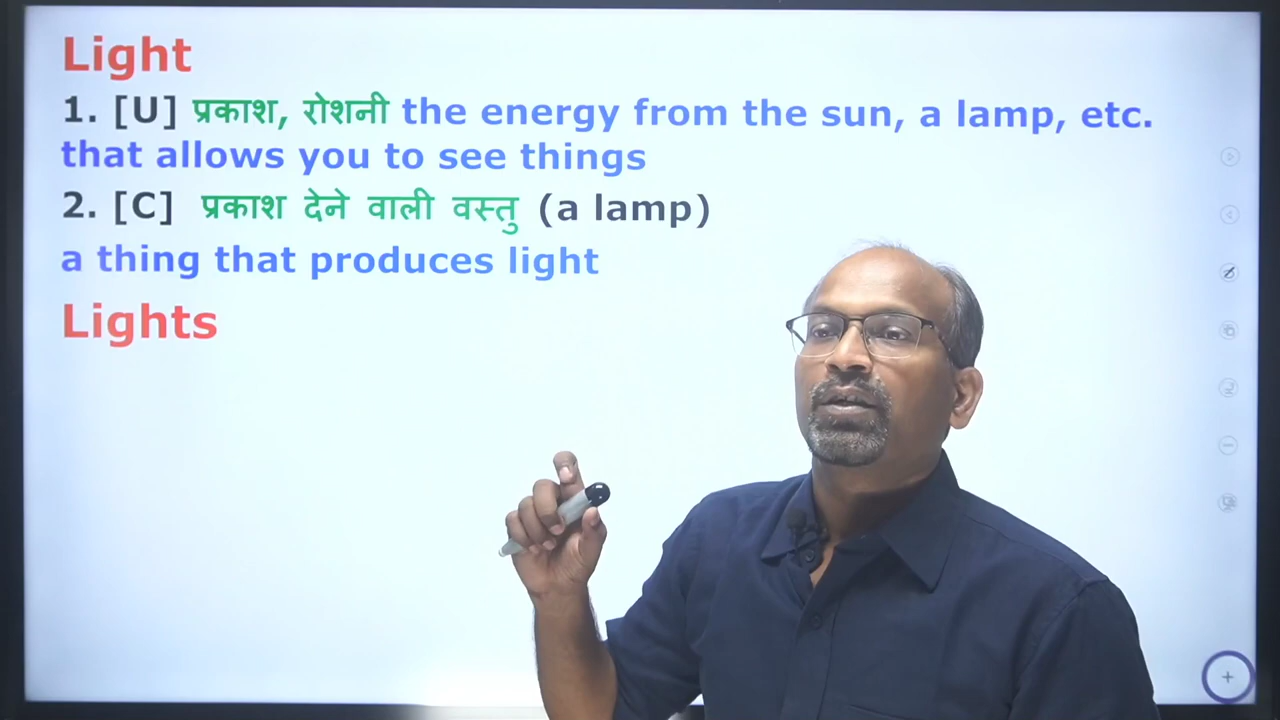 Light
1. [U] प्रकाश, रोशनी the energy from the sun, a lamp, etc.
that allows you to see things
2. [C] प्रकाश देने वाली वस्तु (a lamp)
a thing that produces light
Lights